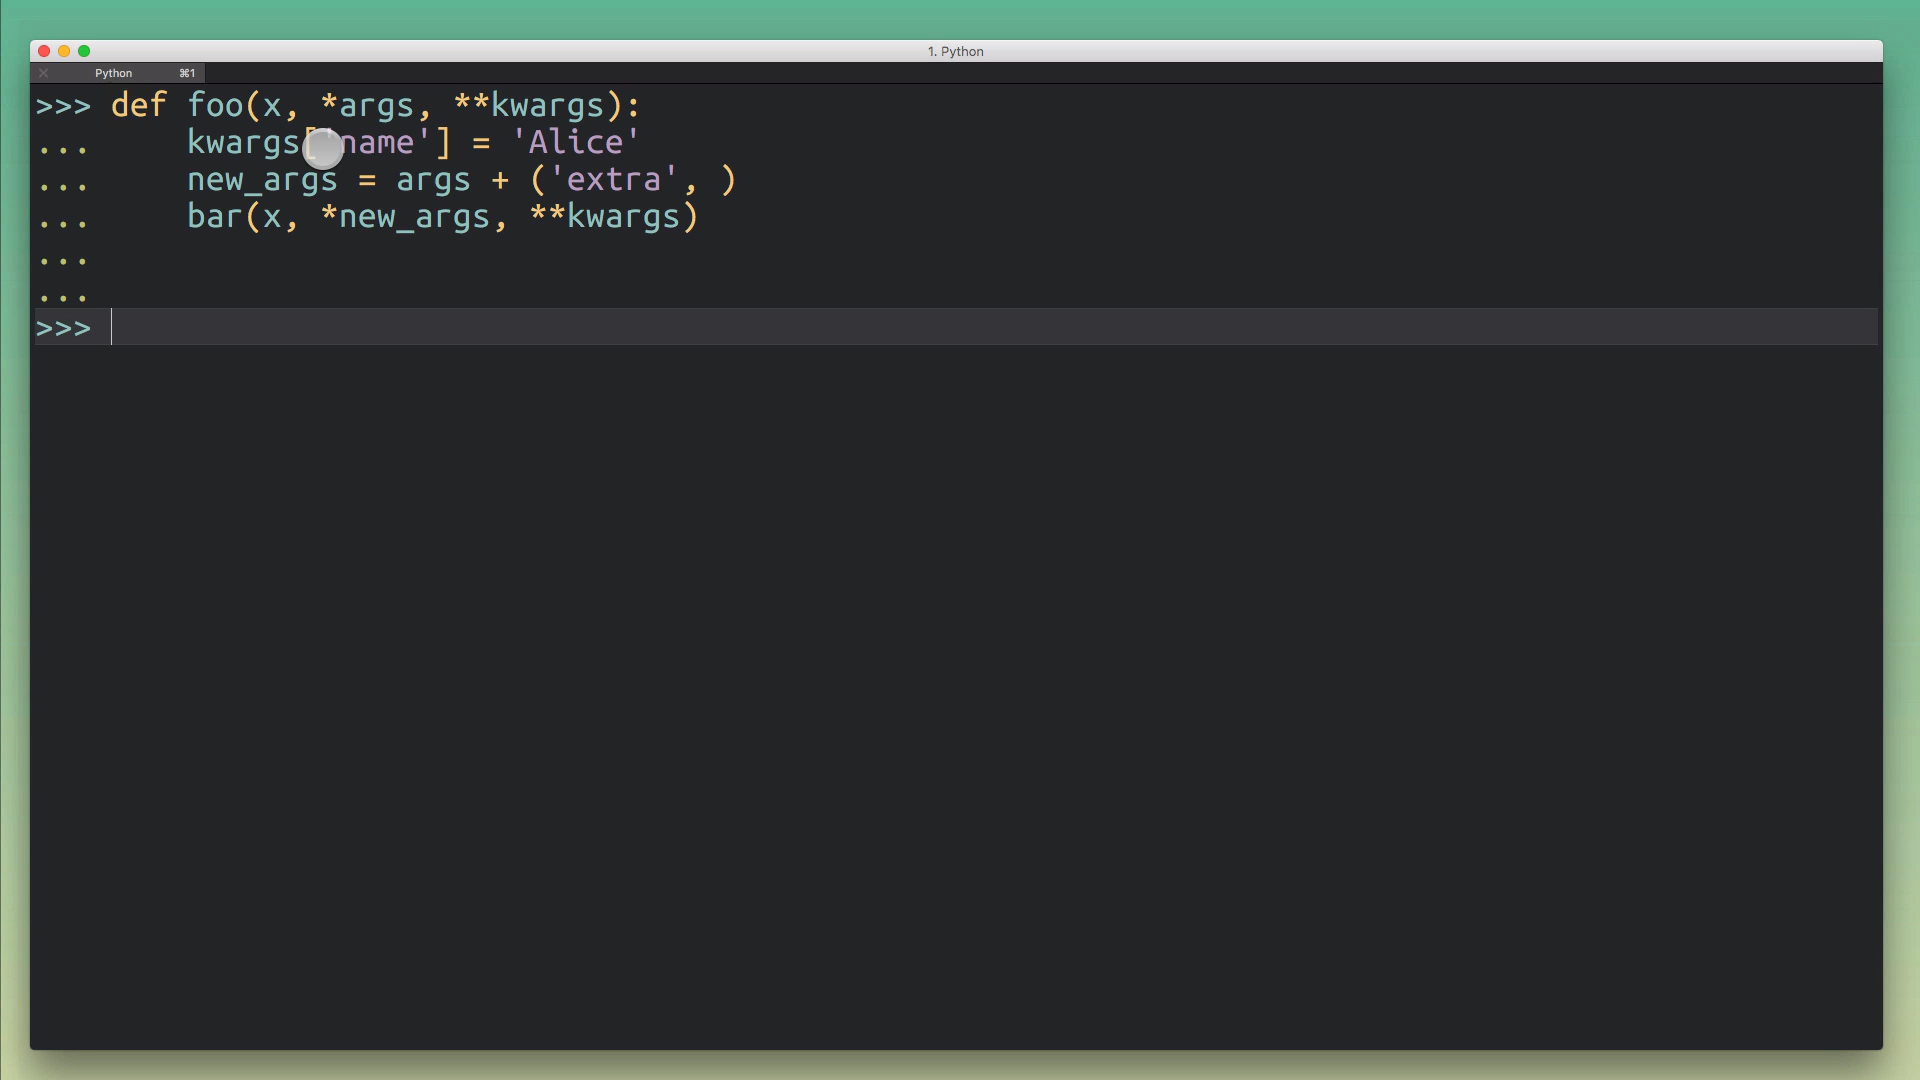 1. Python
Python ⌘1
>>> def foo(x, *args, **kwargs):
...     kwargs['name'] = 'Alice'
...     new_args = args + ('extra', )
...     bar(x, *new_args, **kwargs)
...
...
>>>